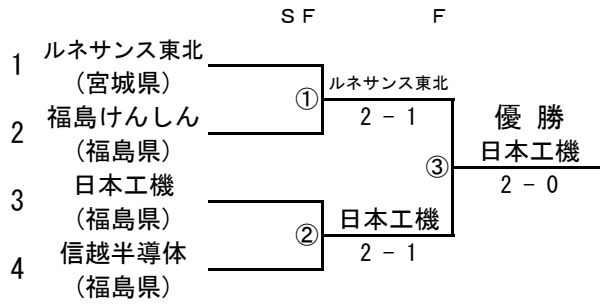 SF F
1 ルネサンス東北
(宮城県)
① ルネサンス東北
2-1
2 福島けんしん
(福島県)
優勝
日本工機
③ 2-0
3 日本工機
(福島県)
② 日本工機
2-1
4 信越半導体
(福島県)